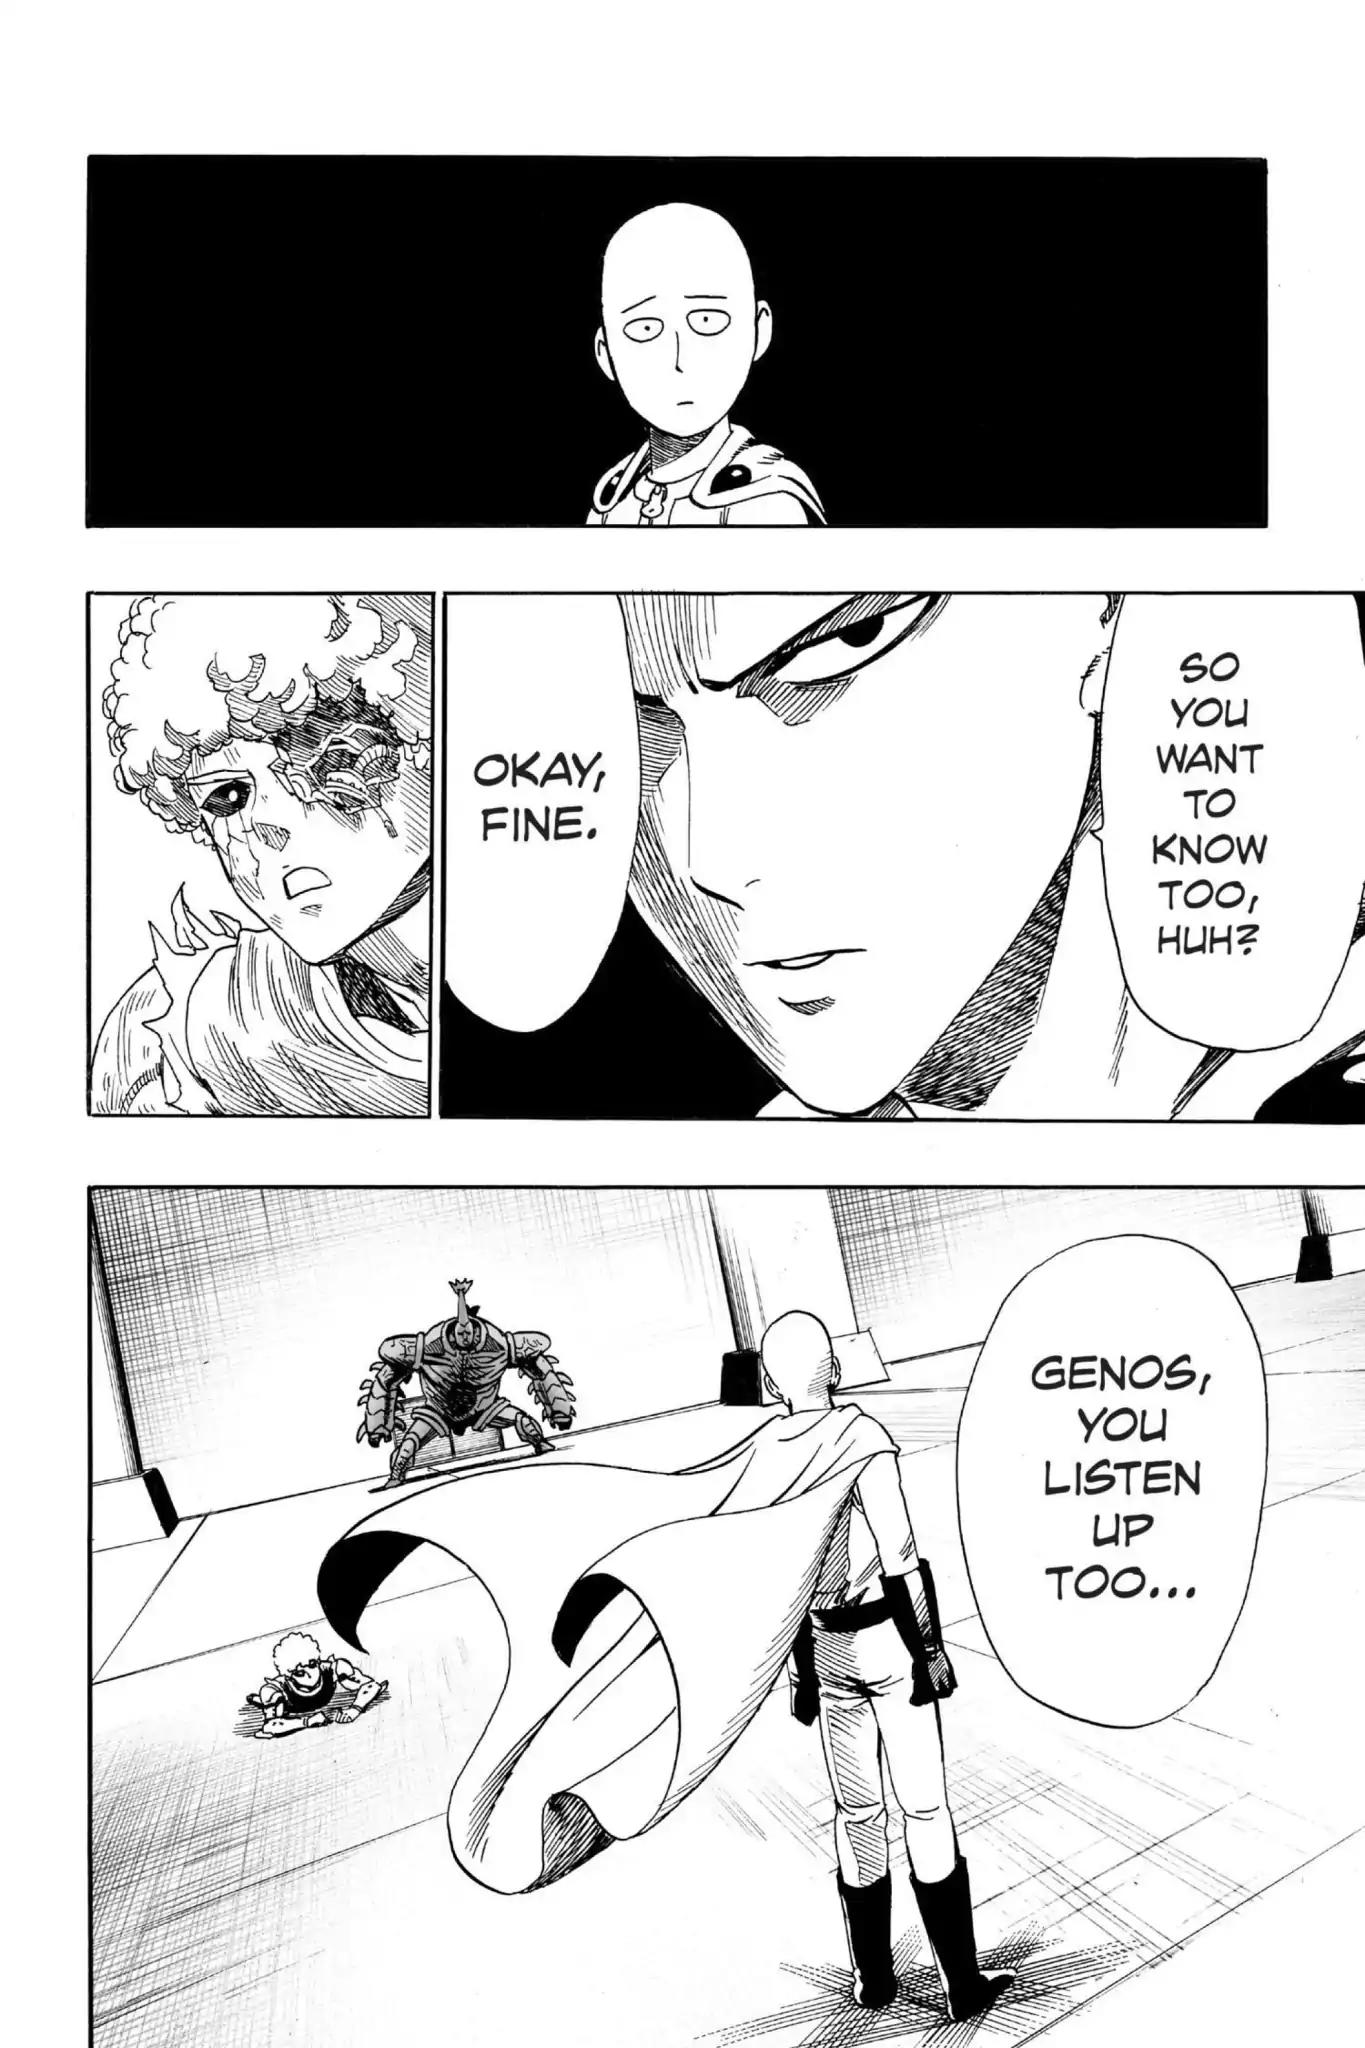 SO
YOU
WANT
TO
KNOW
TOO,
HUH?
OKAY,
FINE.
GENOS,
YOU
LISTEN
UP
TOO...